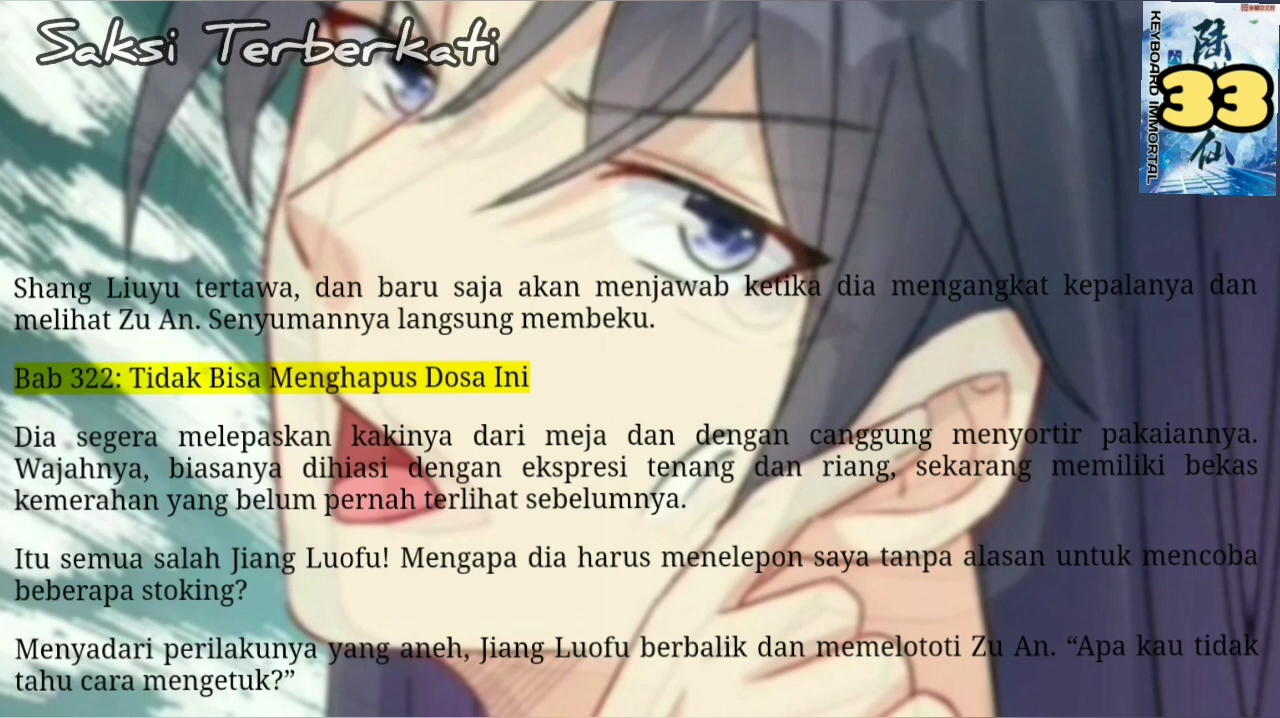 Saksi Terberkati
KEYBOARD IMMORTAL
33
Shang Liuyu tertawa, dan baru saja akan menjawab ketika dia mengangkat kepalanya dan
melihat Zu An. Senyumannya langsung membeku.
Bab 322: Tidak Bisa Menghapus Dosa Ini
Dia segera melepaskan kakinya dari meja dan dengan canggung menyortir pakaiannya.
Wajahnya, biasanya dihiasi dengan ekspresi tenang dan riang, sekarang memiliki bekas
kemerahan yang belum pernah terlihat sebelumnya.
Itu semua salah Jiang Luofu! Mengapa dia harus menelepon saya tanpa alasan untuk mencoba
beberapa stoking?
Menyadari perilakunya yang aneh, Jiang Luofu berbalik dan memelototi Zu An. “Apa kau tidak
tahu cara mengetuk?”